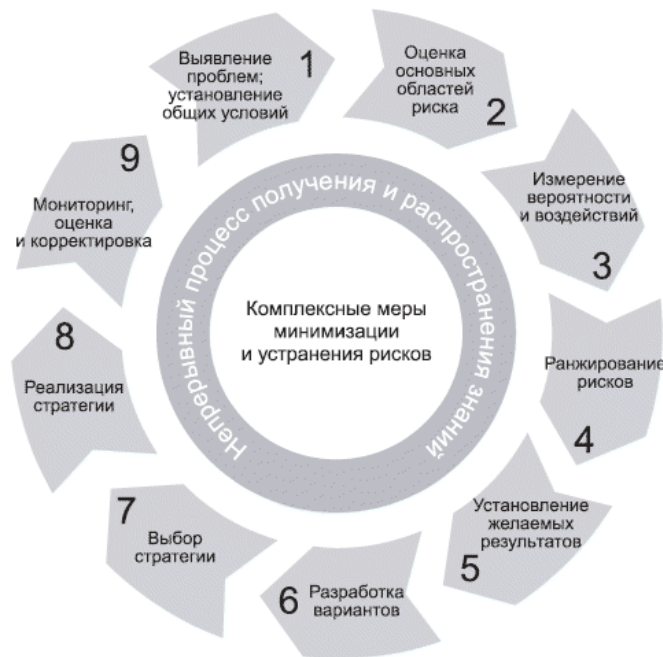 1
Выявление
проблем;
установление
общих условий
Оценка
основных
областей
риска
2
Измерение
вероятности
и воздействий
3
Ранжирование
рисков
4
Установление
желаемых
результатов
5
6
Разработка
вариантов
7
Выбор
стратегии
8
Реализация
стратегии
9
Мониторинг,
оценка
и корректировка
Непрерывный процесс получения и распространения знаний
Комплексные меры
минимизации
и устранения рисков